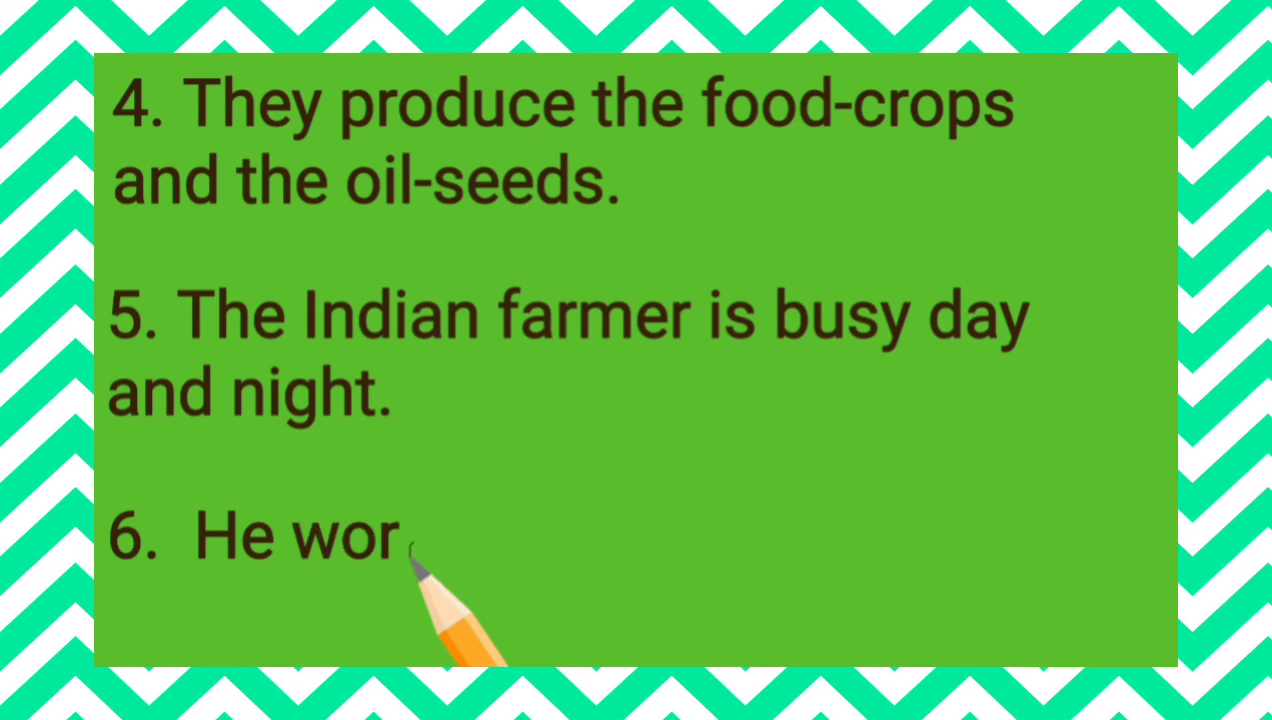 4. They produce the food-crops
and the oil-seeds.
5. The Indian farmer is busy day
and night.
6. He wor